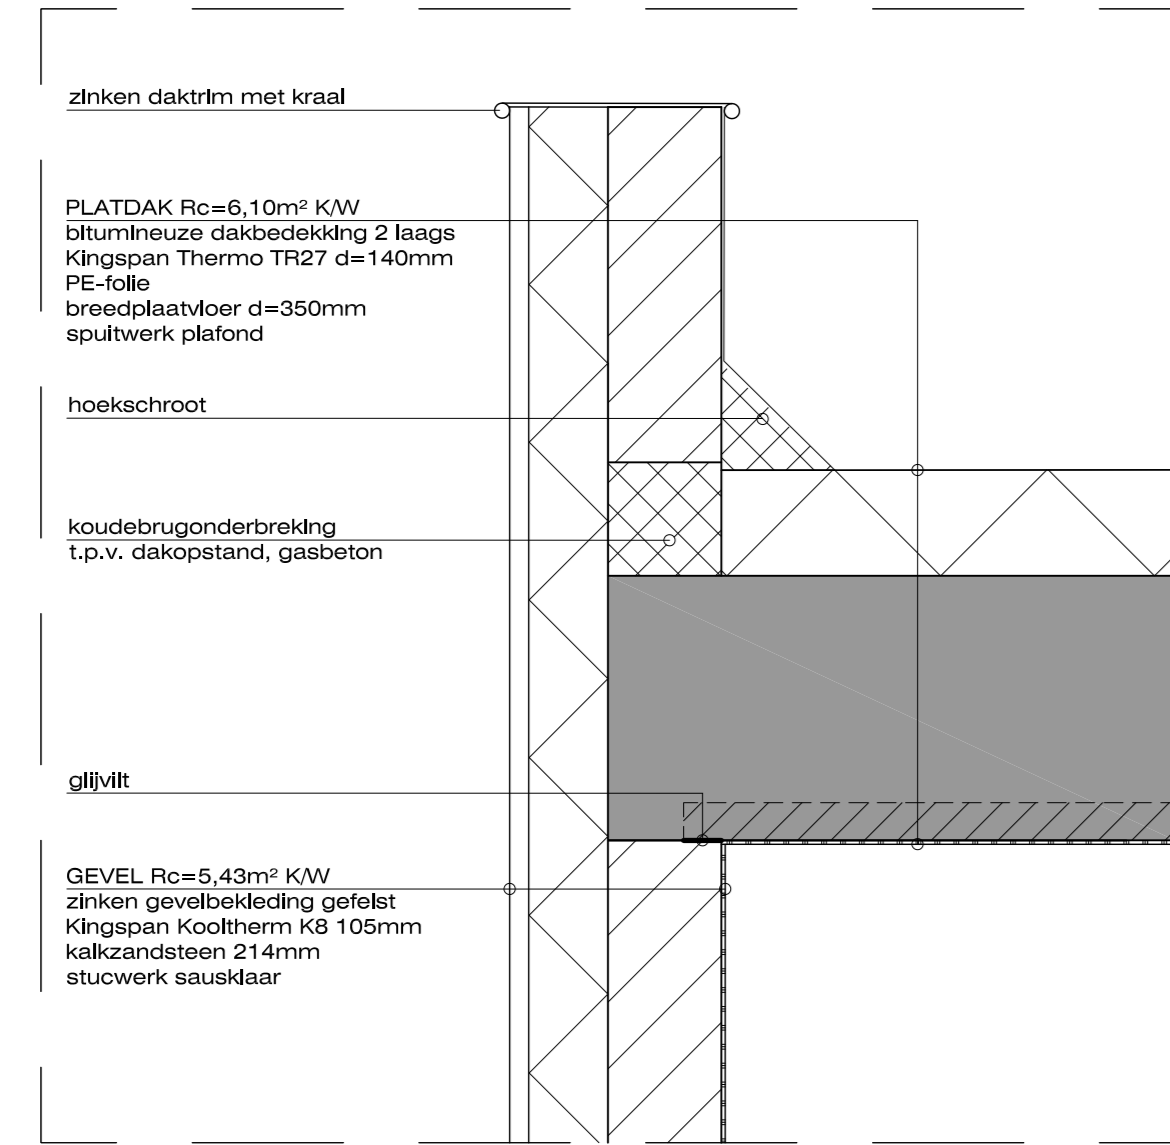 zinken daktrim met kraal
PLATDAK Rc=6,10m² K/W
bitumineuze dakbedekking 2 laags
Kingspan Thermo TR27 d=140mm
PE-folie
breedplaatvloer d=350mm
spuitwerk plafond
hoekschroot
koudebrugonderbreking
t.p.v. dakopstand, gasbeton
glijvilt
GEVEL Rc=5,43m² K/W
zinken gevelbekleding gefelst
Kingspan Kooltherm K8 105mm
kalkzandsteen 214mm
stucwerk sausklaar